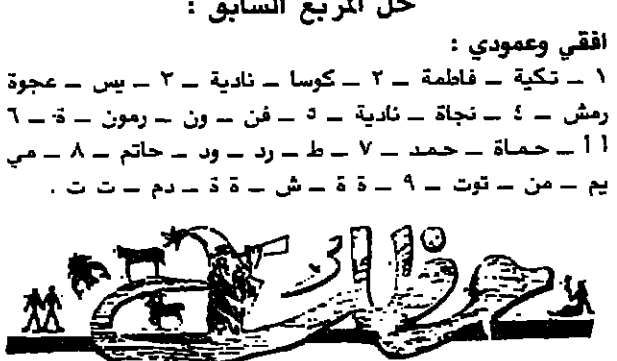 حل المربع السابق :
افقي وعمودي :
١ – تكية – فاطمة – ٢ – كوسا – نادية – ٣ – يس – عجوة
رمش – ٤ – نجاة – نادية – ٥ – فن – ون – رمون – ة – ٦
أ أ – حماة – حمد – ٧ – ط – رد – ود – حاتم – ٨ – مي
يم – من – توت – ٩ – ة ة – ش – ة ة – دم – ت ت .